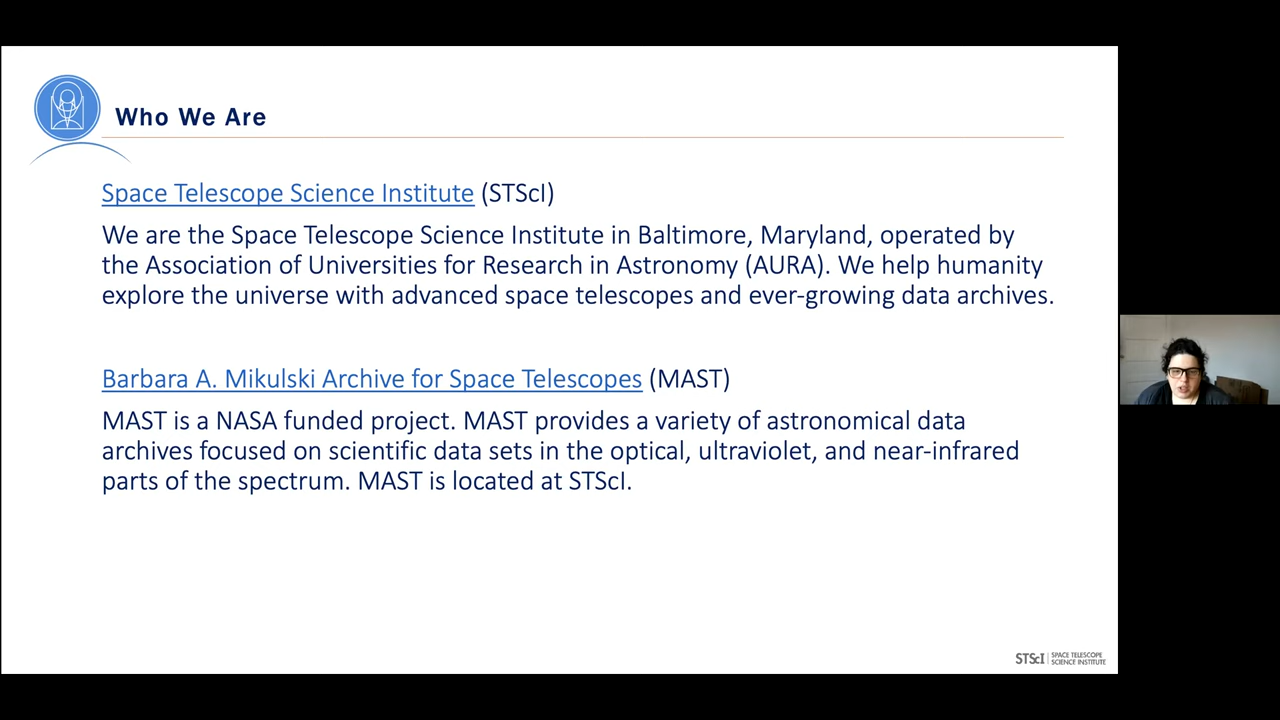 Who We Are
Space Telescope Science Institute (STScI)
We are the Space Telescope Science Institute in Baltimore, Maryland, operated by
the Association of Universities for Research in Astronomy (AURA). We help humanity
explore the universe with advanced space telescopes and ever-growing data archives.
Barbara A. Mikulski Archive for Space Telescopes (MAST)
MAST is a NASA funded project. MAST provides a variety of astronomical data
archives focused on scientific data sets in the optical, ultraviolet, and near-infrared
parts of the spectrum. MAST is located at STScI.
STScI
SPACE TELESCOPE
SCIENCE INSTITUTE